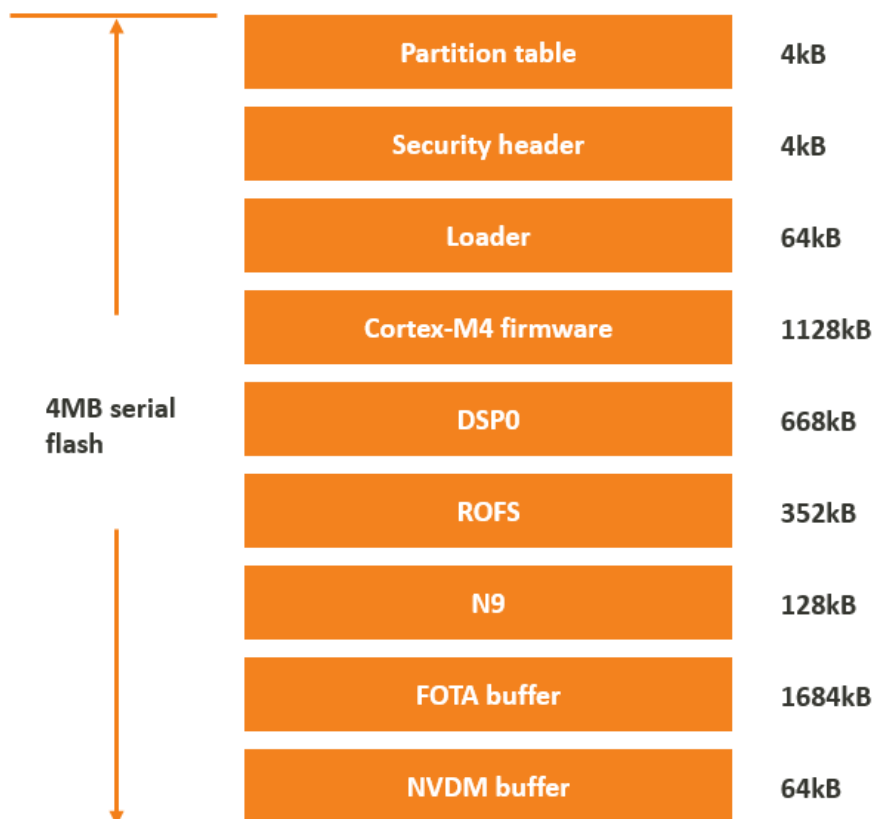 Partition table 4kB
Security header 4kB
Loader 64kB
Cortex-M4 firmware 1128kB
4MB serial
flash
DSP0 668kB
ROFS 352kB
N9 128kB
FOTA buffer 1684kB
NVDM buffer 64kB